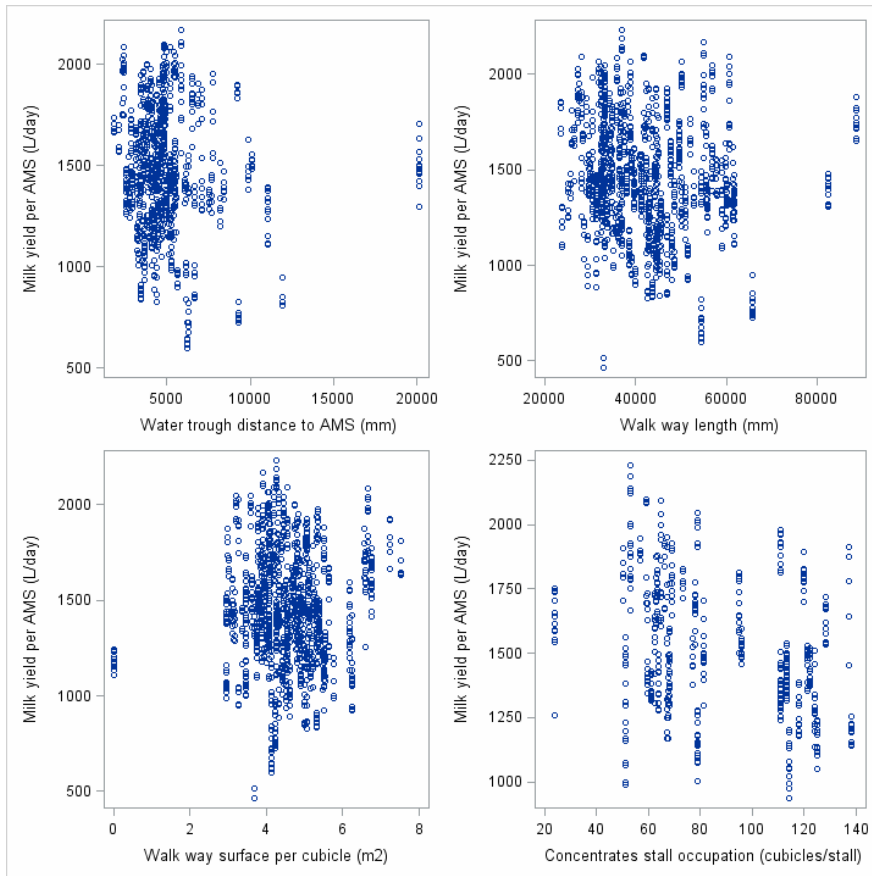 2000
1500
1000
500
Milk yield per AMS (L/day)
5000 10000 15000 20000
Water trough distance to AMS (mm)
2000
1500
1000
500
Milk yield per AMS (L/day)
20000 40000 60000 80000
Walk way length (mm)
2000
1500
1000
500
Milk yield per AMS (L/day)
0 2 4 6 8
Walk way surface per cubicle (m2)
2250
2000
1750
1500
1250
1000
Milk yield per AMS (L/day)
20 40 60 80 100 120 140
Concentrates stall occupation (cubicles/stall)